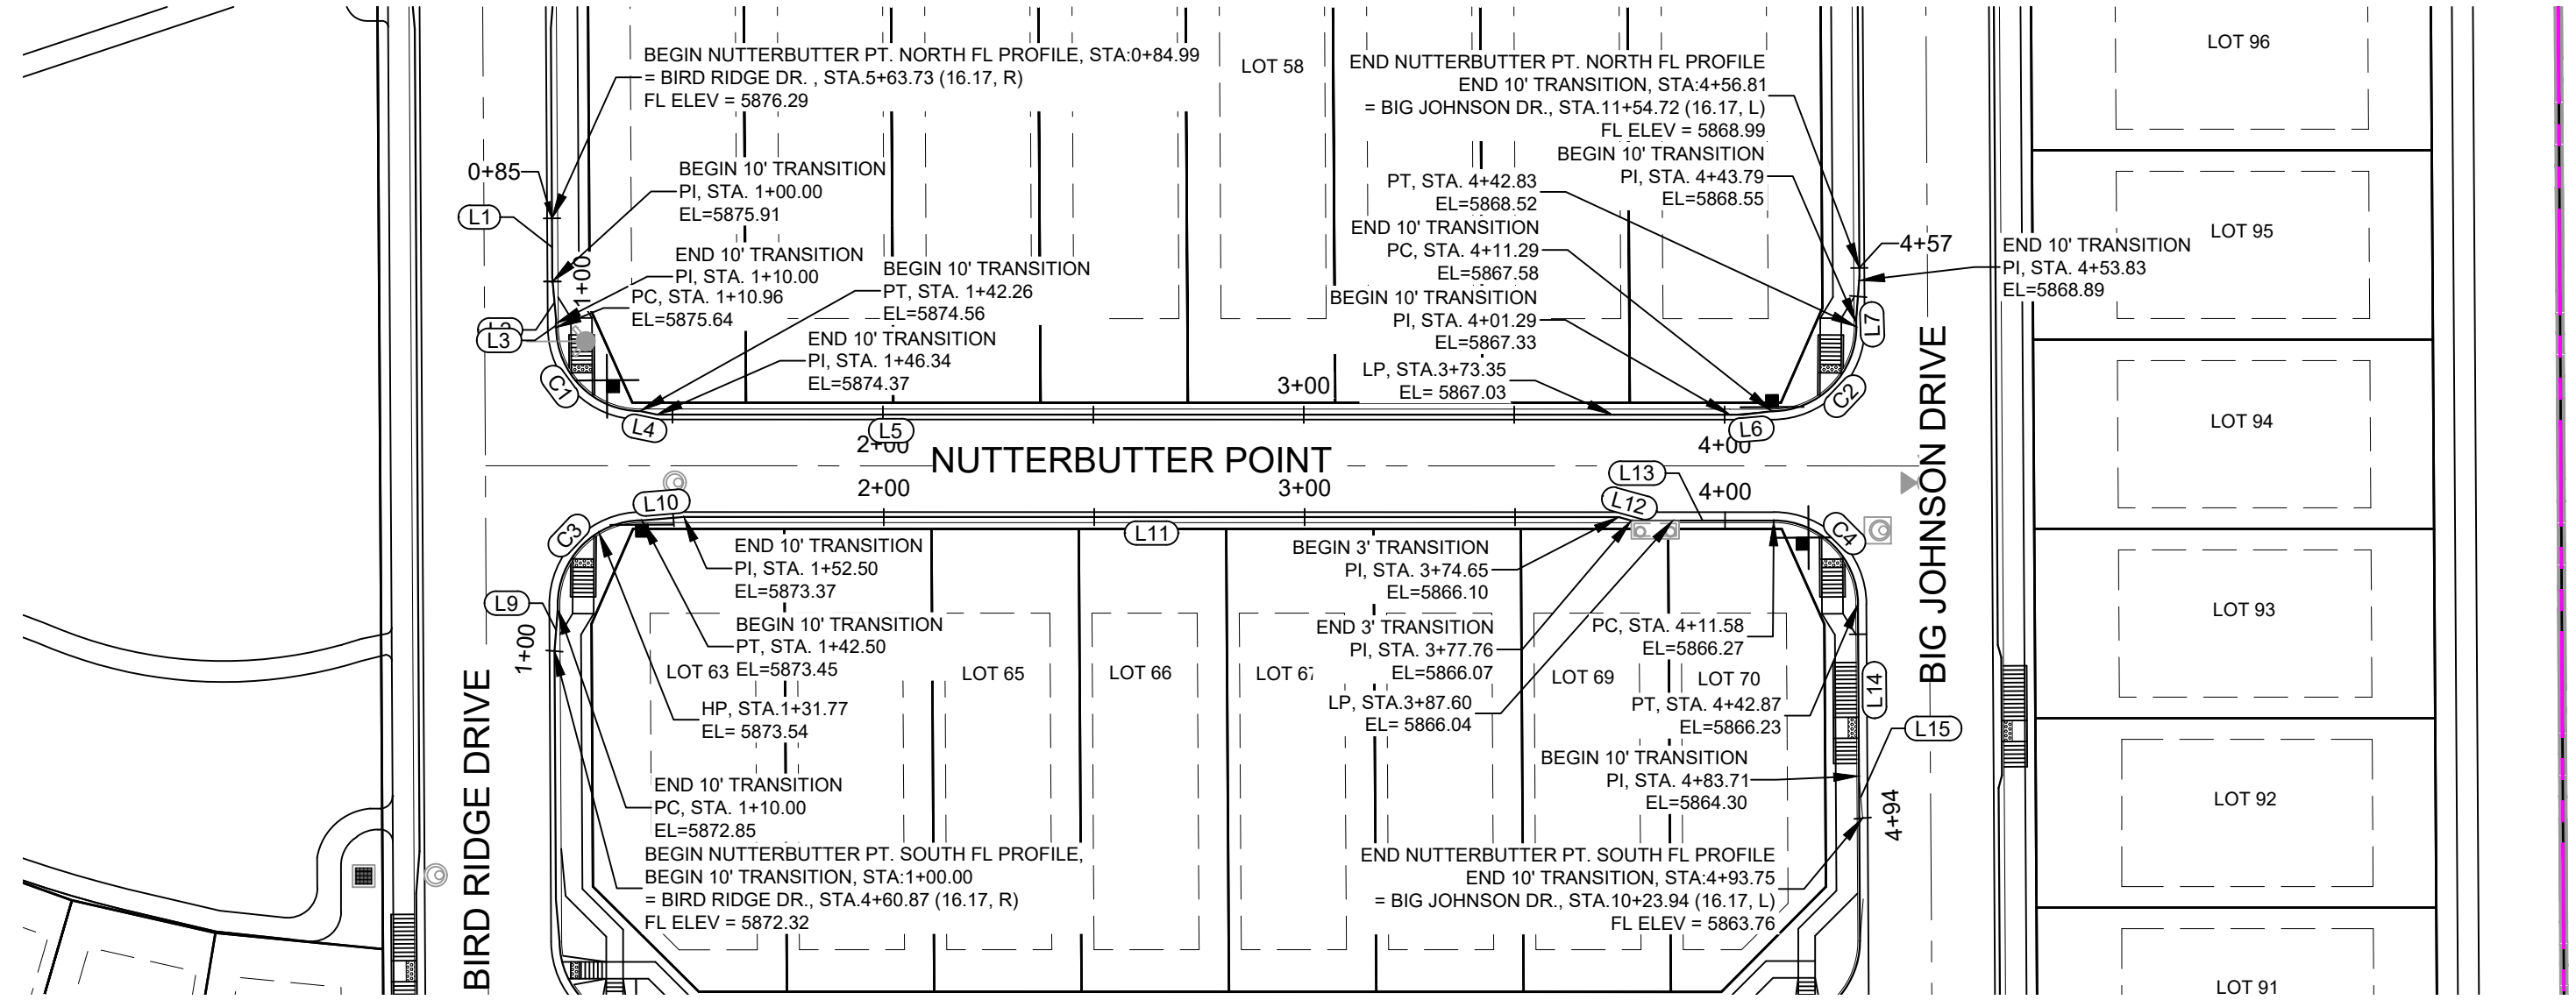 BEGIN NUTTERBUTTER PT. NORTH FL PROFILE, STA:0+84.99
= BIRD RIDGE DR. , STA.5+63.73 (16.17, R)
FL ELEV = 5876.29
LOT 58
END NUTTERBUTTER PT. NORTH FL PROFILE
END 10' TRANSITION, STA:4+56.81
= BIG JOHNSON DR., STA.11+54.72 (16.17, L)
FL ELEV = 5868.99
LOT 96
0+85
L1
BEGIN 10' TRANSITION
PI, STA. 1+00.00
EL=5875.91
1+00
END 10' TRANSITION
PI, STA. 1+10.00
PC, STA. 1+10.96
EL=5875.64
L3
C1
BEGIN 10' TRANSITION
PT, STA. 1+42.26
EL=5874.56
END 10' TRANSITION
PI, STA. 1+46.34
EL=5874.37
L4
L5
2+00
3+00
BEGIN 10' TRANSITION
PI, STA. 4+43.79
EL=5868.55
PT, STA. 4+42.83
EL=5868.52
END 10' TRANSITION
PC, STA. 4+11.29
EL=5867.58
BEGIN 10' TRANSITION
PI, STA. 4+01.29
EL=5867.33
LP, STA.3+73.35
EL= 5867.03
4+57
END 10' TRANSITION
PI, STA. 4+53.83
EL=5868.89
L7
C2
L6
4+00
LOT 95
LOT 94
NUTTERBUTTER POINT
BIG JOHNSON DRIVE
BIRD RIDGE DRIVE
2+00
3+00
4+00
L13
L12
L10
L11
C3
C4
L9
1+00
END 10' TRANSITION
PI, STA. 1+52.50
EL=5873.37
BEGIN 10' TRANSITION
PT, STA. 1+42.50
EL=5873.45
LOT 63
HP, STA.1+31.77
EL= 5873.54
END 10' TRANSITION
PC, STA. 1+10.00
EL=5872.85
BEGIN NUTTERBUTTER PT. SOUTH FL PROFILE,
BEGIN 10' TRANSITION, STA:1+00.00
= BIRD RIDGE DR., STA.4+60.87 (16.17, R)
FL ELEV = 5872.32
LOT 65
LOT 66
LOT 67
BEGIN 3' TRANSITION
PI, STA. 3+74.65
EL=5866.10
END 3' TRANSITION
PI, STA. 3+77.76
EL=5866.07
LP, STA.3+87.60
EL= 5866.04
LOT 69
PC, STA. 4+11.58
EL=5866.27
LOT 70
PT, STA. 4+42.87
EL=5866.23
BEGIN 10' TRANSITION
PI, STA. 4+83.71
EL=5864.30
END NUTTERBUTTER PT. SOUTH FL PROFILE
END 10' TRANSITION, STA:4+93.75
= BIG JOHNSON DR., STA.10+23.94 (16.17, L)
FL ELEV = 5863.76
L14
L15
4+94
LOT 93
LOT 92
LOT 91